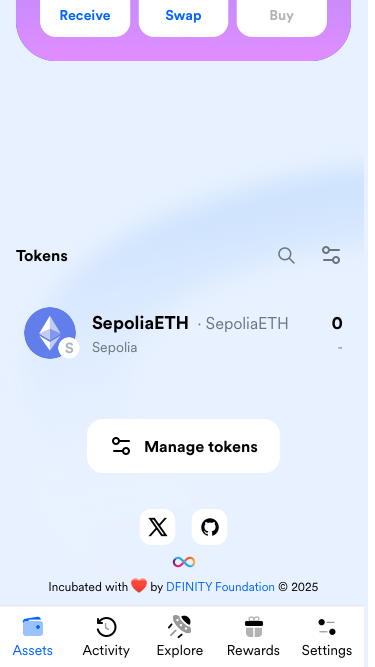 Receive
Swap
Buy
Tokens
SepoliaETH · SepoliaETH 0
S
Sepolia -
Manage tokens
Incubated with ❤️ by DFINITY Foundation © 2025
Assets
Activity
Explore
Rewards
Settings